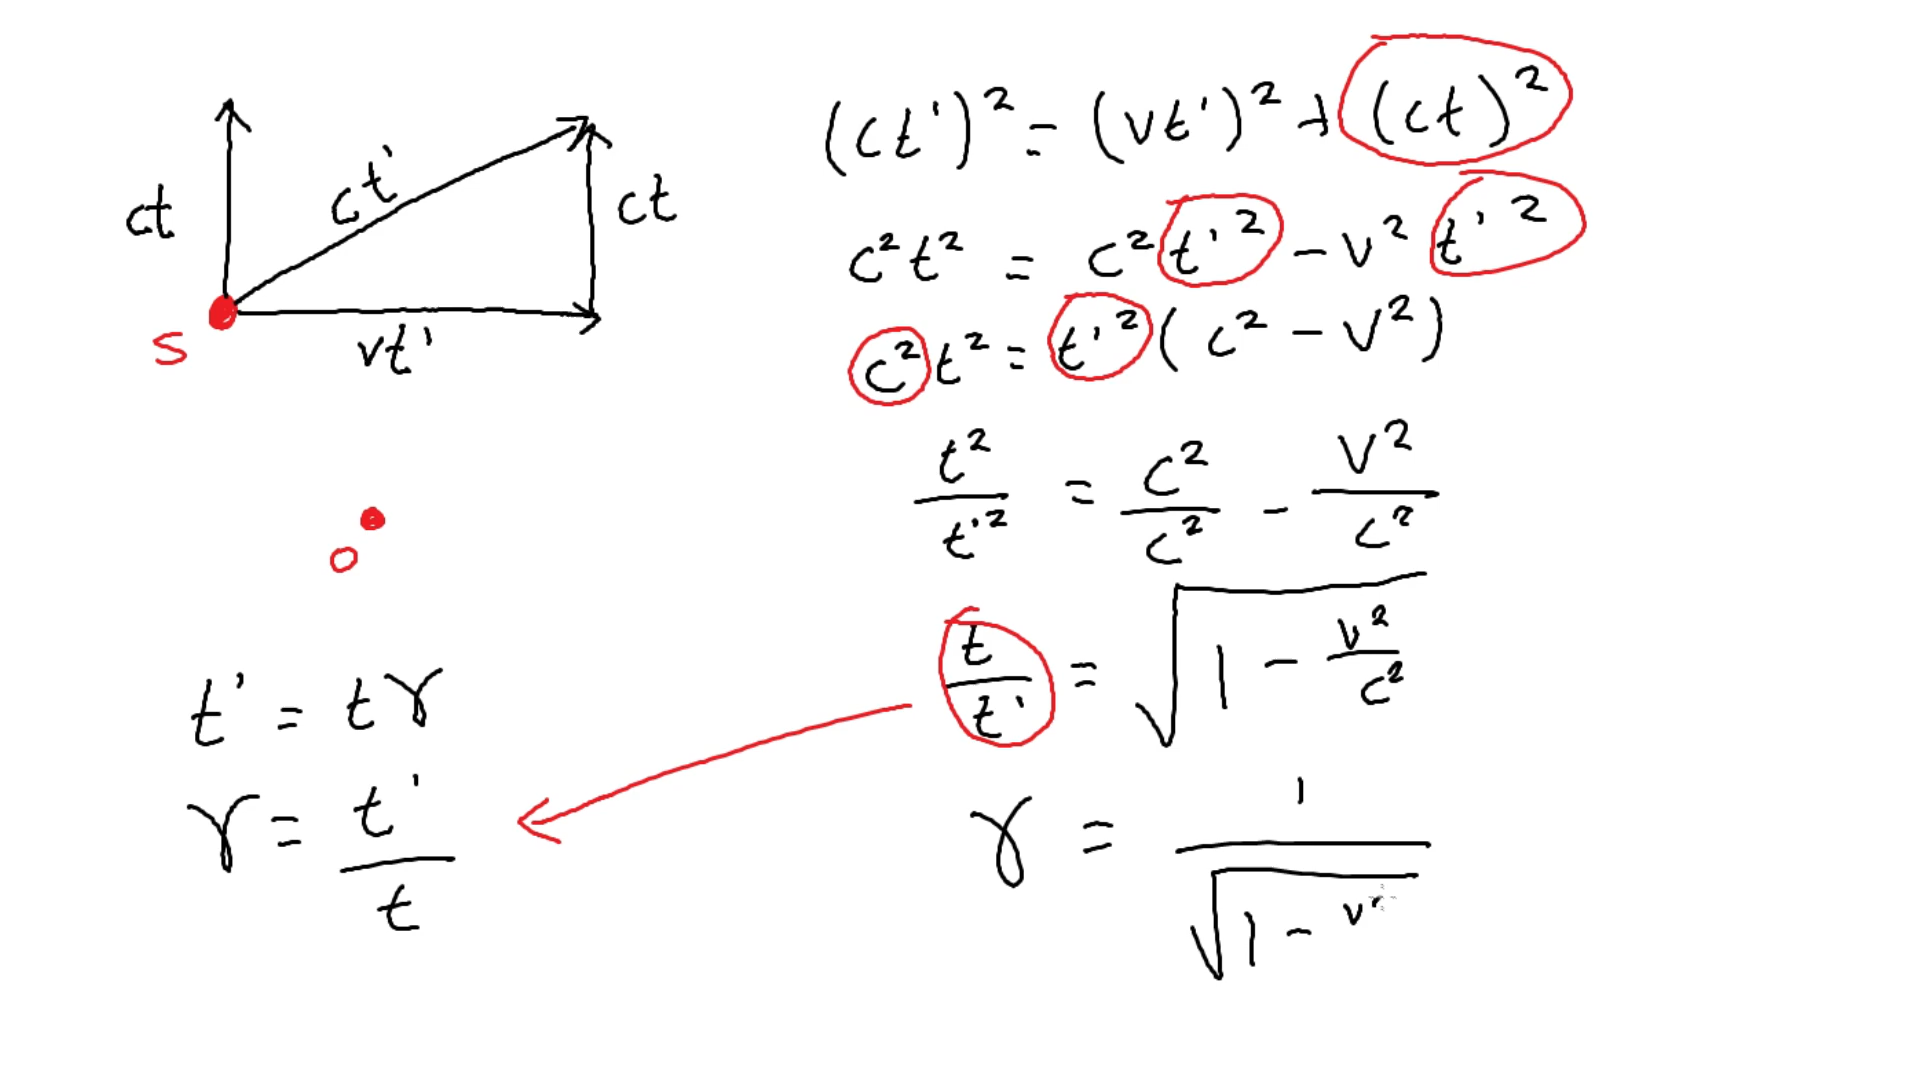 ct
ct'
ct
s
vt'
o
t' = tγ
γ = t'/t
(ct')² = (vt')² + (ct)²
c²t² = c²t'² - v²t'²
c²t² = t'²(c² - v²)
t²/t'² = c²/c² - v²/c²
t/t' = √(1 - v²/c²)
γ = 1/√(1 - v